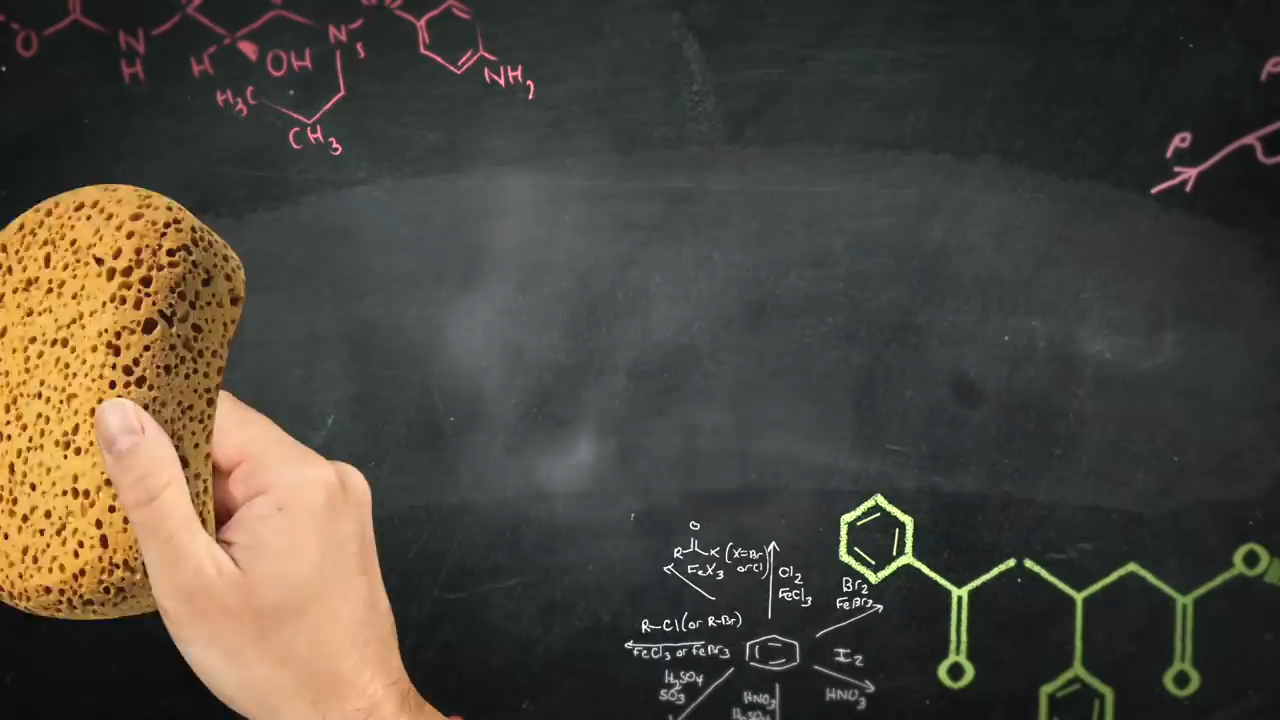 O
N
H
H
OH
N
S
NH2
H3C
CH3
P
O
R
X
(X=Br
or Cl)
FeX3
Cl2
FeCl3
Br2
FeBr3
R-Cl (or R-Br)
FeCl3 or FeBr3
I2
H2SO4
SO3
HNO3
HNO3
H2SO4
O
O
O